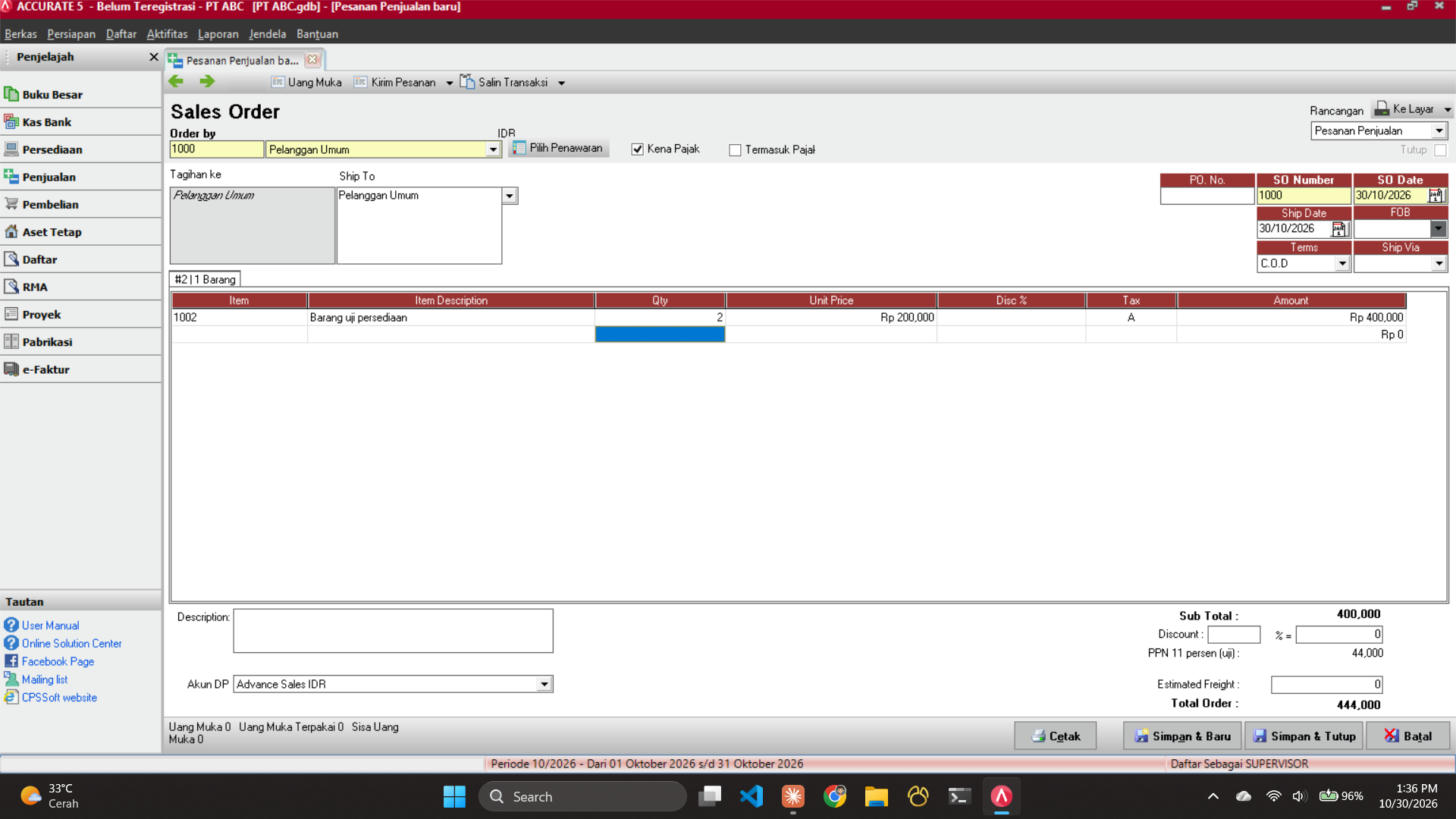 ACCURATE 5 - Belum Teregistrasi - PT ABC [PT ABC.gdb] - [Pesanan Penjualan baru]
Berkas Persiapan Daftar Aktifitas Laporan Jendela Bantuan
Penjelajah
Pesanan Penjualan ba...
Uang Muka Kirim Pesanan Salin Transaksi
Buku Besar
Kas Bank
Persediaan
Penjualan
Pembelian
Aset Tetap
Daftar
RMA
Proyek
Pabrikasi
e-Faktur
Tautan
User Manual
Online Solution Center
Facebook Page
Mailing list
CPSSoft website
Sales Order
Rancangan Ke Layar
Pesanan Penjualan
Tutup
Order by IDR
1000 Pelanggan Umum Pilih Penawaran Kena Pajak Termasuk Pajak
Tagihan ke Ship To
Pelanggan Umum Pelanggan Umum
PO. No. SO Number SO Date
1000 30/10/2026
Ship Date FOB
30/10/2026
Terms Ship Via
C.O.D
#2 | 1 Barang
Item Item Description Qty Unit Price Disc % Tax Amount
1002 Barang uji persediaan 2 Rp 200,000 A Rp 400,000
Rp 0
Description:
Akun DP Advance Sales IDR
Sub Total : 400,000
Discount : % = 0
PPN 11 persen (uji) : 44,000
Estimated Freight : 0
Total Order : 444,000
Uang Muka 0 Uang Muka Terpakai 0 Sisa Uang
Muka 0
Cetak Simpan & Baru Simpan & Tutup Batal
Periode 10/2026 - Dari 01 Oktober 2026 s/d 31 Oktober 2026 Daftar Sebagai SUPERVISOR
33°C
Cerah
Search
96%
1:36 PM
10/30/2026